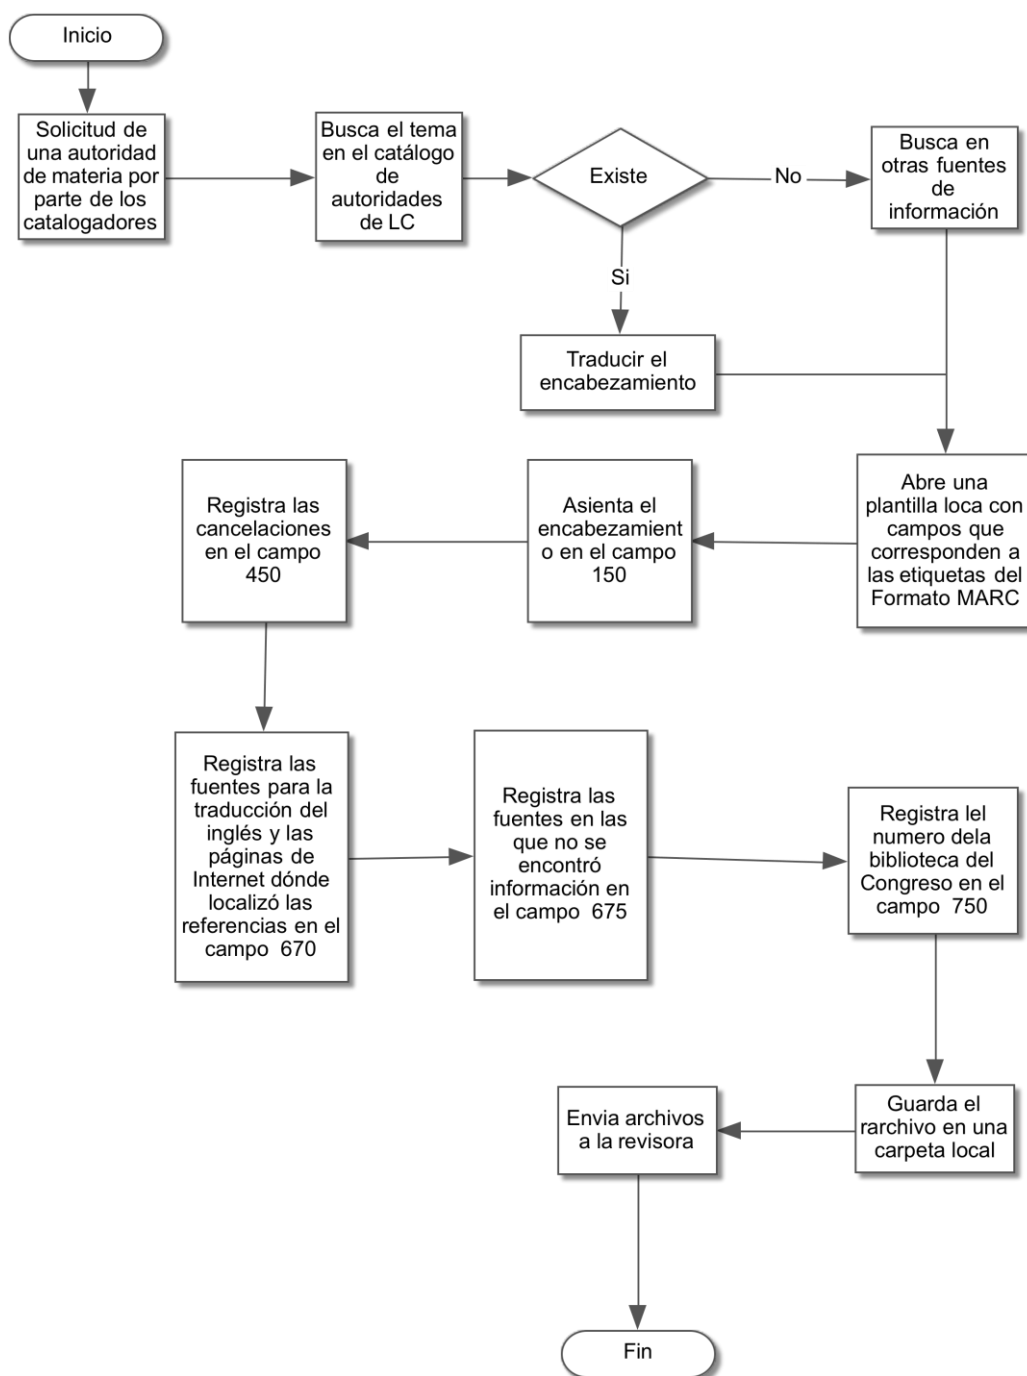 Inicio
Solicitud de
una autoridad
de materia por
parte de los
catalogadores
Busca el tema
en el catálogo
de
autoridades
de LC
Existe
No
Busca en
otras fuentes
de
información
Si
Traducir el
encabezamiento
Abre una
plantilla loca con
campos que
corresponden a
las etiquetas del
Formato MARC
Asienta el
encabezamient
o en el campo
150
Registra las
cancelaciones
en el campo
450
Registra las
fuentes para la
traducción del
inglés y las
páginas de
Internet dónde
localizó las
referencias en el
campo 670
Registra las
fuentes en las
que no se
encontró
información en
el campo 675
Registra lel
numero dela
biblioteca del
Congreso en el
campo 750
Guarda el
rarchivo en una
carpeta local
Envia archivos
a la revisora
Fin